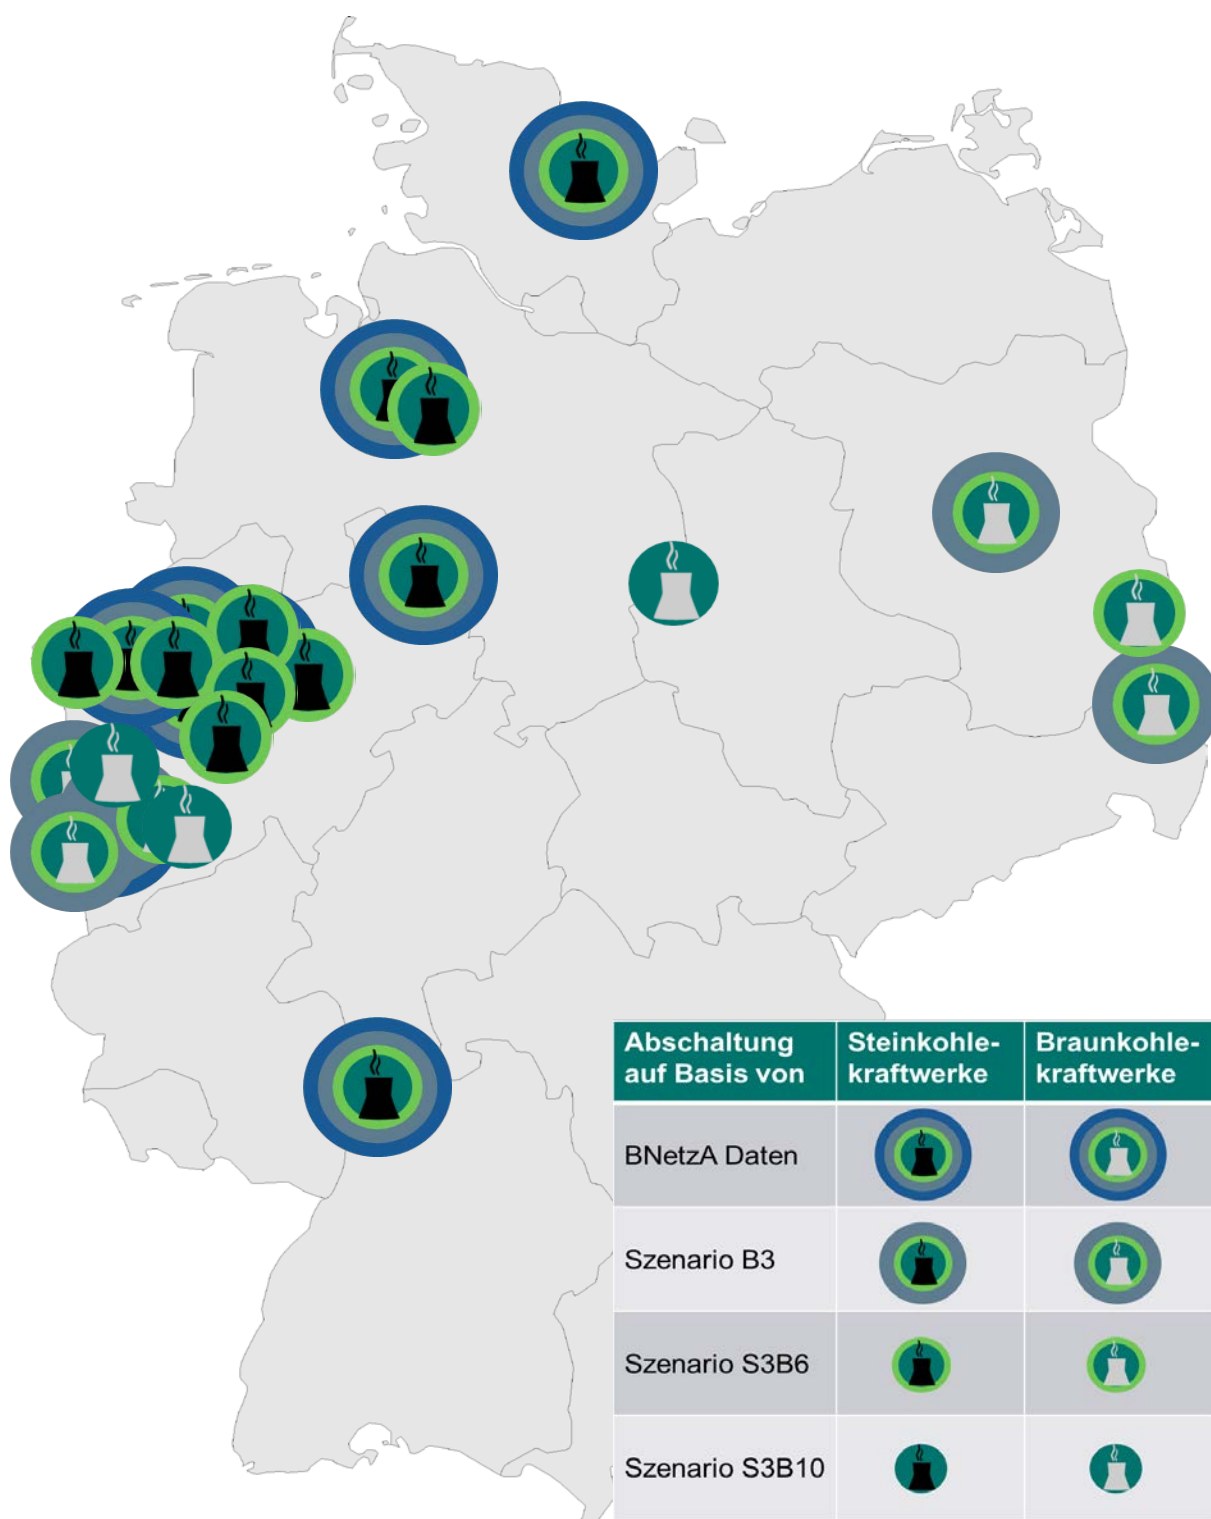 Abschaltung
auf Basis von
Steinkohle-
kraftwerke
Braunkohle-
kraftwerke
BNetzA Daten
Szenario B3
Szenario S3B6
Szenario S3B10